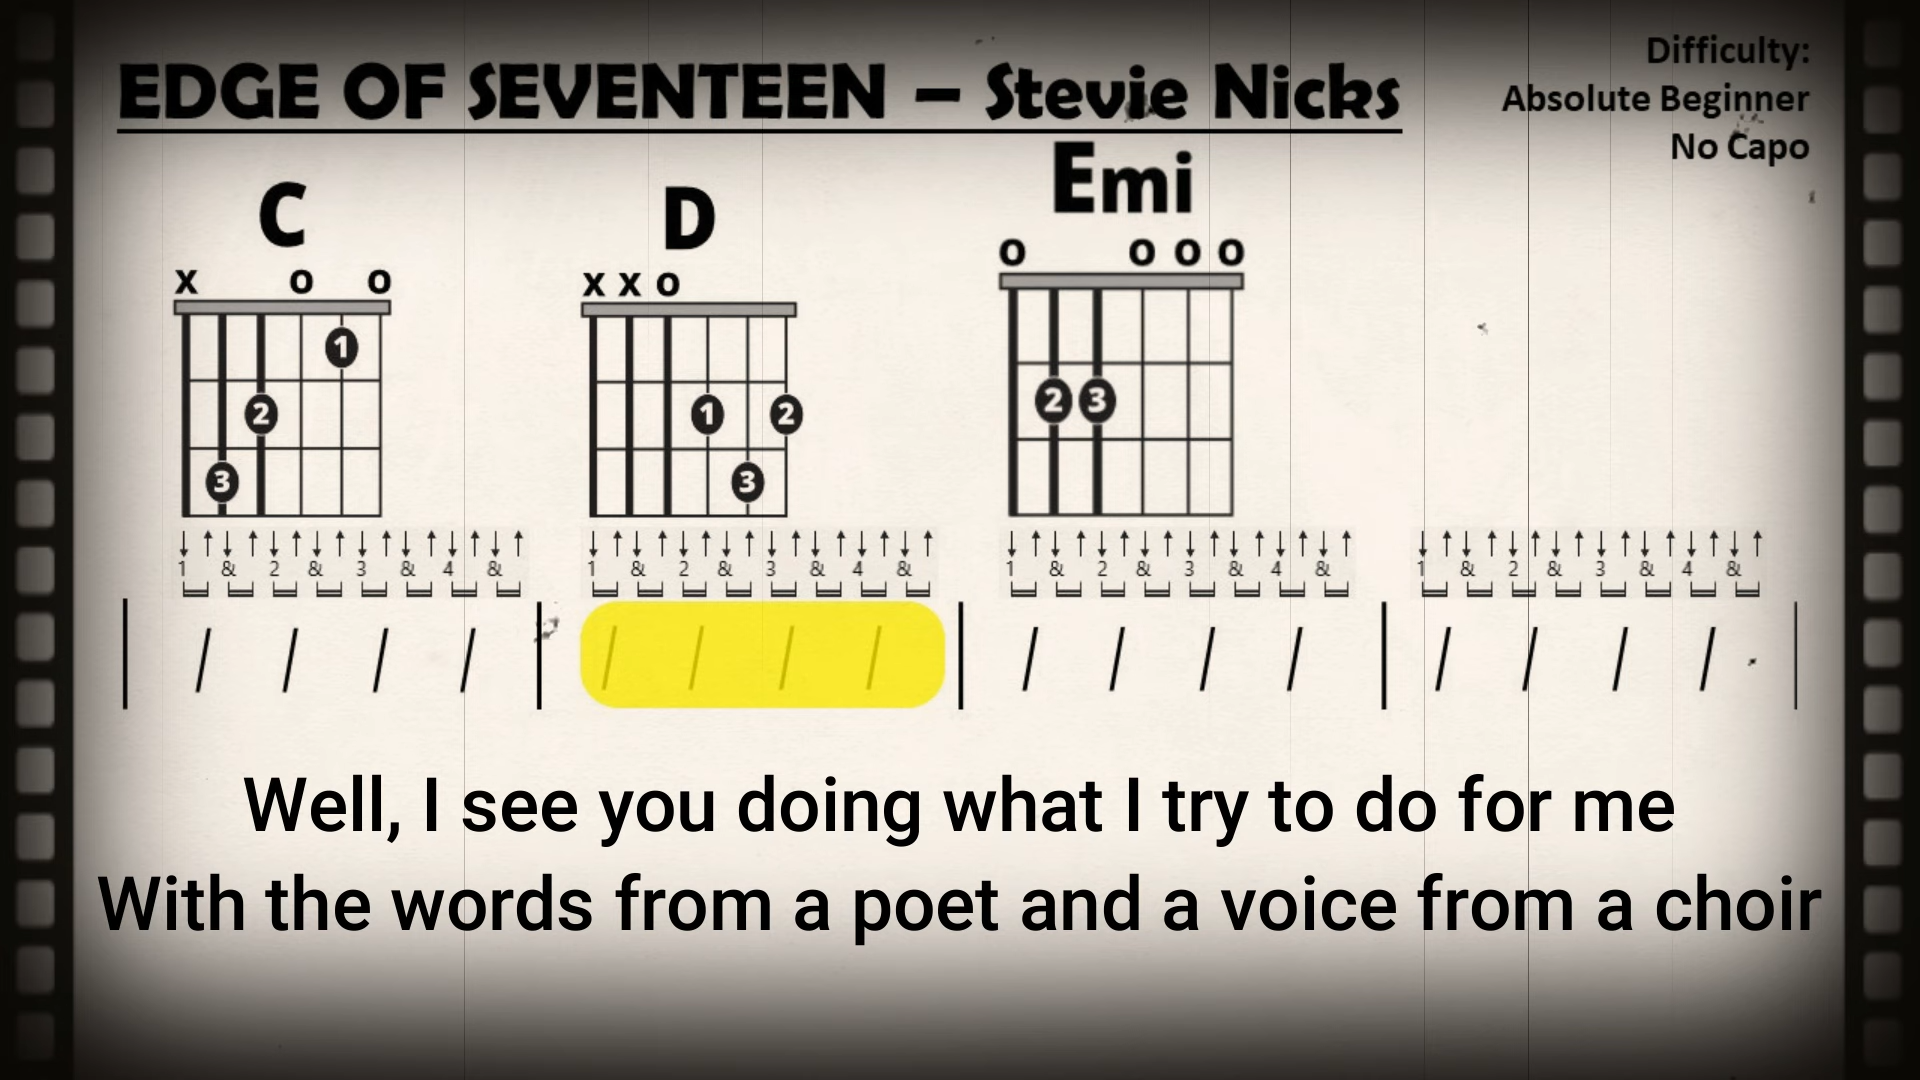 EDGE OF SEVENTEEN – Stevie Nicks
Difficulty:
Absolute Beginner
No Capo
C
D
Emi
x o o
x x o
o o o o
1
2
3
1 2
3
2 3
1 & 2 & 3 & 4 &
1 & 2 & 3 & 4 &
1 & 2 & 3 & 4 &
1 & 2 & 3 & 4 &
Well, I see you doing what I try to do for me
With the words from a poet and a voice from a choir